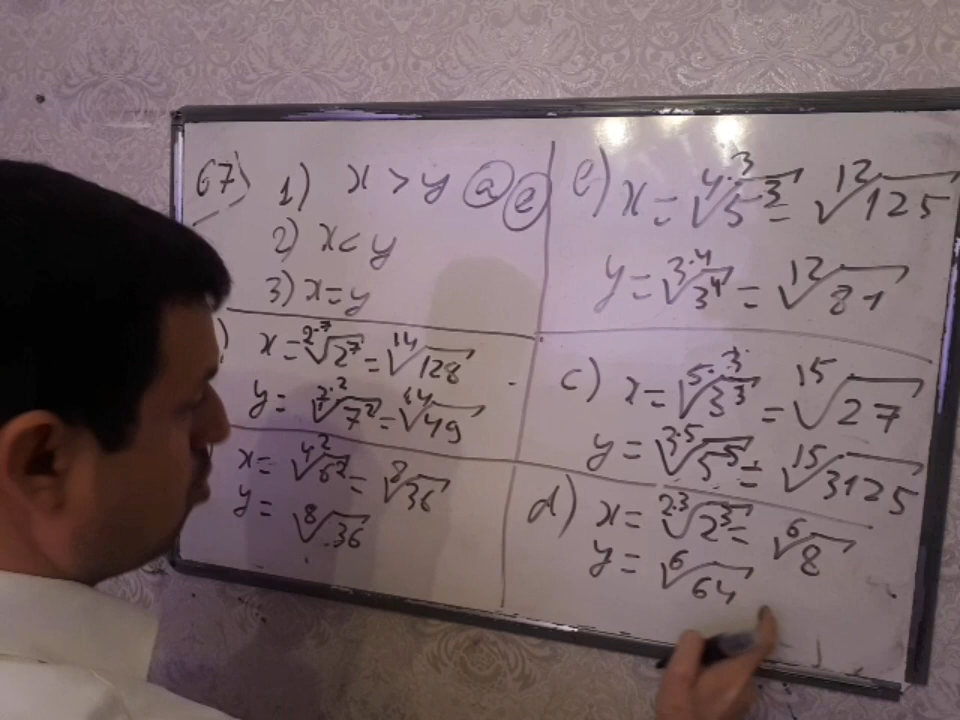 67) 1) x > y ⓐ ⓔ
2) x < y
3) x = y
) x = ²·⁷√2⁷ = ¹⁴√128
y = ⁷·²√7² = ¹⁴√49
x = ⁴·²√6² = ⁸√36
y = ⁸√36
e) x = ⁴·³√5³ = ¹²√125
y = ³·⁴√3⁴ = ¹²√81
c) x = ⁵·³√3³ = ¹⁵√27
y = ³·⁵√5⁵ = ¹⁵√3125
d) x = ²·³√2³ = ⁶√8
y = ⁶√64